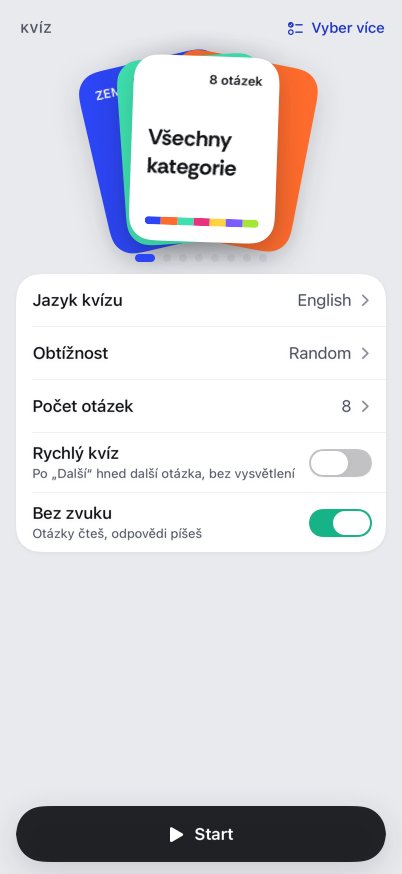 KVÍZ
Vyber více
8 otázek
Všechny
kategorie
Jazyk kvízu
English
Obtížnost
Random
Počet otázek
8
Rychlý kvíz
Po „Další“ hned další otázka, bez vysvětlení
Bez zvuku
Otázky čteš, odpovědi píšeš
Start